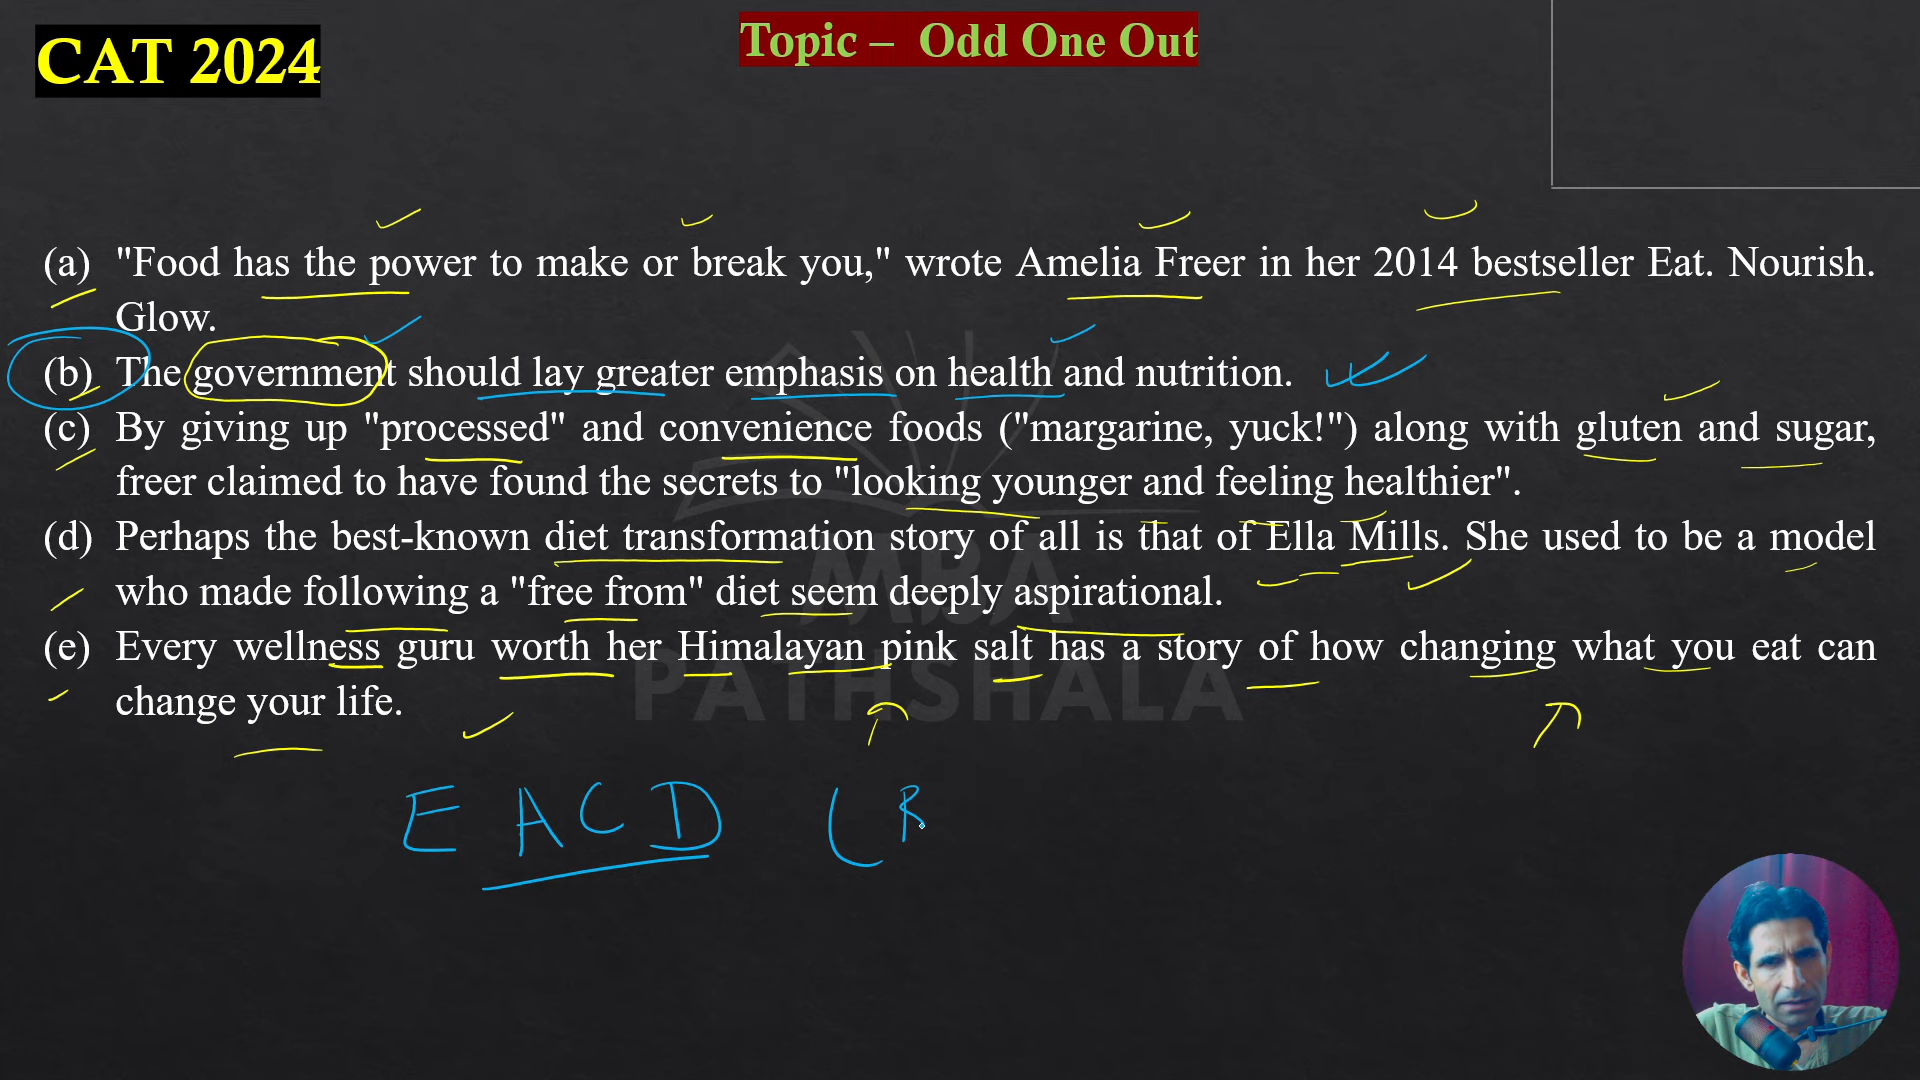 CAT 2024
Topic – Odd One Out
(a) "Food has the power to make or break you," wrote Amelia Freer in her 2014 bestseller Eat. Nourish.
Glow.
(b) The government should lay greater emphasis on health and nutrition.
(c) By giving up "processed" and convenience foods ("margarine, yuck!") along with gluten and sugar,
freer claimed to have found the secrets to "looking younger and feeling healthier".
(d) Perhaps the best-known diet transformation story of all is that of Ella Mills. She used to be a model
who made following a "free from" diet seem deeply aspirational.
(e) Every wellness guru worth her Himalayan pink salt has a story of how changing what you eat can
change your life.
MBA
PATHSHALA
E A C D (